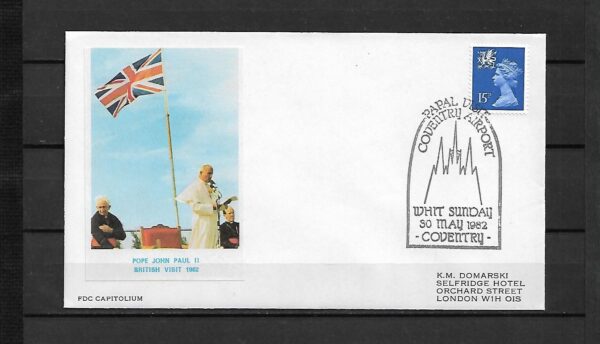 15P
PAPAL VISIT
COVENTRY AIRPORT
WHIT SUNDAY
30 MAY 1982
- COVENTRY -
POPE JOHN PAUL II
BRITISH VISIT 1982
FDC CAPITOLIUM
K.M. DOMARSKI
SELFRIDGE HOTEL
ORCHARD STREET
LONDON W1H OIS